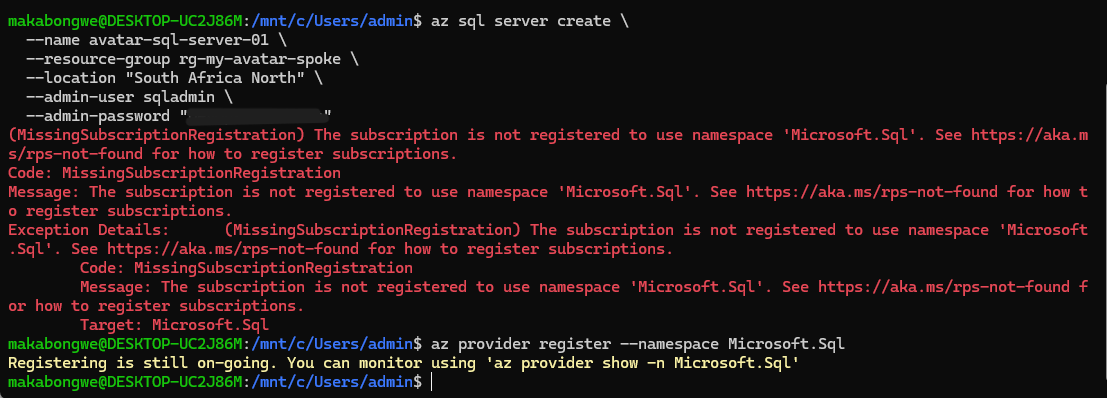 makabongwe@DESKTOP-UC2J86M:/mnt/c/Users/admin$ az sql server create \
  --name avatar-sql-server-01 \
  --resource-group rg-my-avatar-spoke \
  --location "South Africa North" \
  --admin-user sqladmin \
  --admin-password " "
(MissingSubscriptionRegistration) The subscription is not registered to use namespace 'Microsoft.Sql'. See https://aka.m
s/rps-not-found for how to register subscriptions.
Code: MissingSubscriptionRegistration
Message: The subscription is not registered to use namespace 'Microsoft.Sql'. See https://aka.ms/rps-not-found for how t
o register subscriptions.
Exception Details:      (MissingSubscriptionRegistration) The subscription is not registered to use namespace 'Microsoft
.Sql'. See https://aka.ms/rps-not-found for how to register subscriptions.
        Code: MissingSubscriptionRegistration
        Message: The subscription is not registered to use namespace 'Microsoft.Sql'. See https://aka.ms/rps-not-found f
or how to register subscriptions.
        Target: Microsoft.Sql
makabongwe@DESKTOP-UC2J86M:/mnt/c/Users/admin$ az provider register --namespace Microsoft.Sql
Registering is still on-going. You can monitor using 'az provider show -n Microsoft.Sql'
makabongwe@DESKTOP-UC2J86M:/mnt/c/Users/admin$